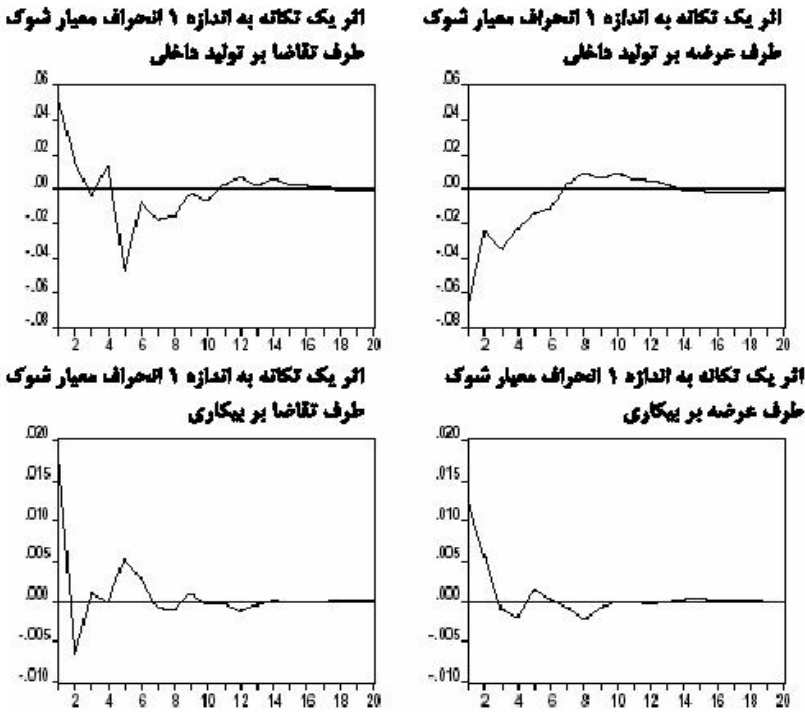 اثر یک تکانه به اندازه ۱ انحراف معیار شوک
طرف عرضه بر تولید داخلی
.06
.04
.02
.00
-.02
-.04
-.06
-.08
2 4 6 8 10 12 14 16 18 20
اثر یک تکانه به اندازه ۱ انحراف معیار شوک
طرف تقاضا بر تولید داخلی
.06
.04
.02
.00
-.02
-.04
-.06
-.08
2 4 6 8 10 12 14 16 18 20
اثر یک تکانه به اندازه ۱ انحراف معیار شوک
طرف عرضه بر بیکاری
.020
.015
.010
.005
.000
-.005
-.010
2 4 6 8 10 12 14 16 18 20
اثر یک تکانه به اندازه ۱ انحراف معیار شوک
طرف تقاضا بر بیکاری
.020
.015
.010
.005
.000
-.005
-.010
2 4 6 8 10 12 14 16 18 20